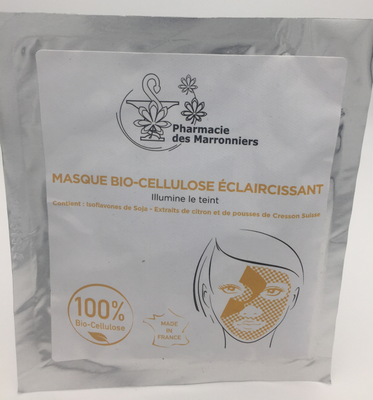 Pharmacie
des Marronniers
MASQUE BIO-CELLULOSE ÉCLAIRCISSANT
Illumine le teint
Contient : Isoflavones de Soja - Extraits de citron et de pousses de Cresson Suisse
100%
Bio-Cellulose
MADE
IN
FRANCE